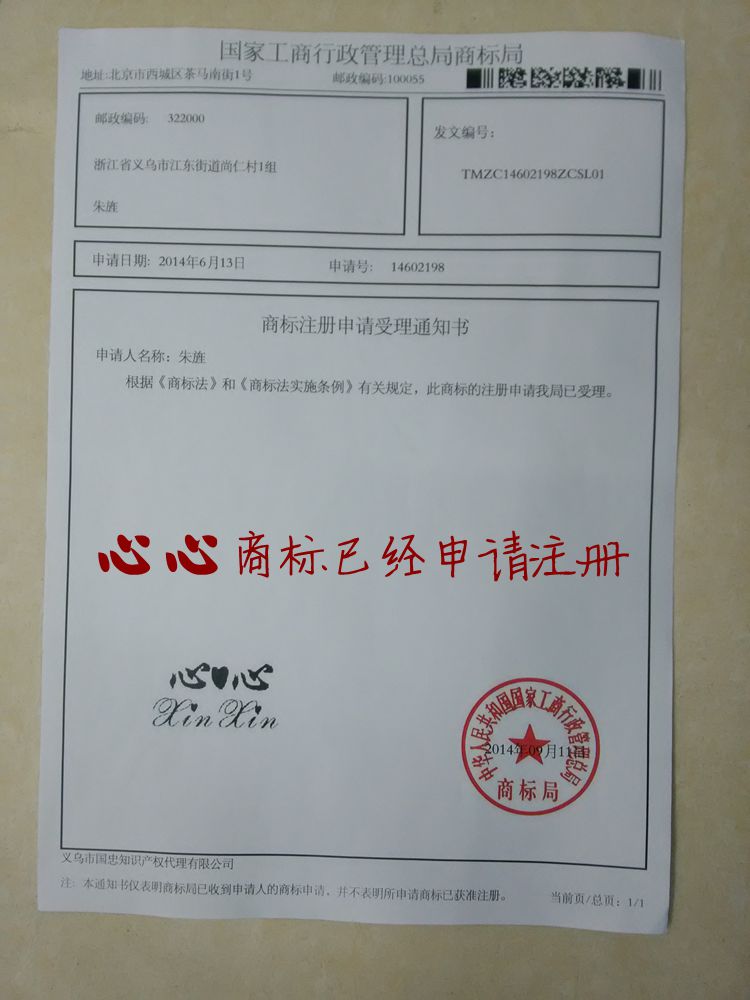 国家工商行政管理总局商标局
地址:北京市西城区茶马南街1号 邮政编码:100055
邮政编码: 322000
浙江省义乌市江东街道尚仁村1组
朱旌
发文编号:
TMZC14602198ZCSL01
申请日期: 2014年6月13日 申请号: 14602198
商标注册申请受理通知书
申请人名称: 朱旌
根据《商标法》和《商标法实施条例》有关规定，此商标的注册申请我局已受理。
心心商标已经申请注册
心心
XinXin
中华人民共和国国家工商行政管理总局
2014年09月11日
商标局
义乌市国忠知识产权代理有限公司
注: 本通知书仅表明商标局已收到申请人的商标申请，并不表明所申请商标已获准注册。 当前页/总页: 1/1